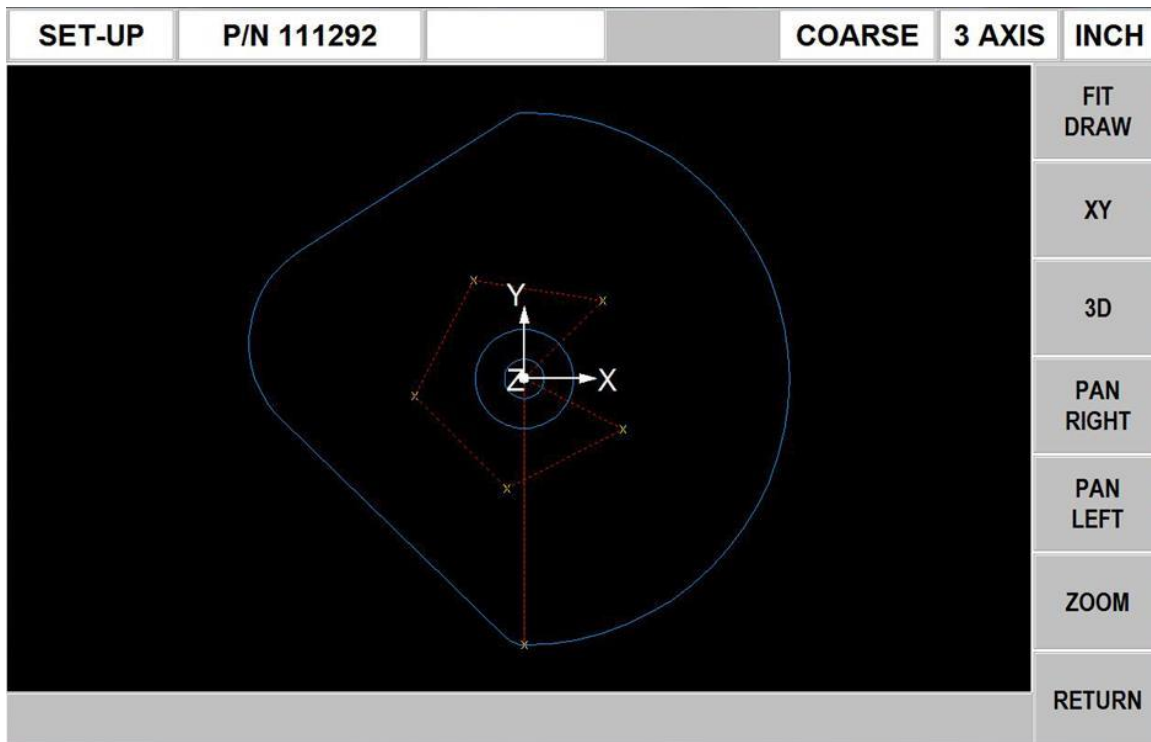 SET-UP
P/N 111292
COARSE
3 AXIS
INCH
FIT
DRAW
XY
3D
PAN
RIGHT
PAN
LEFT
ZOOM
RETURN
x
Y
x
Z
X
x
x
x
x